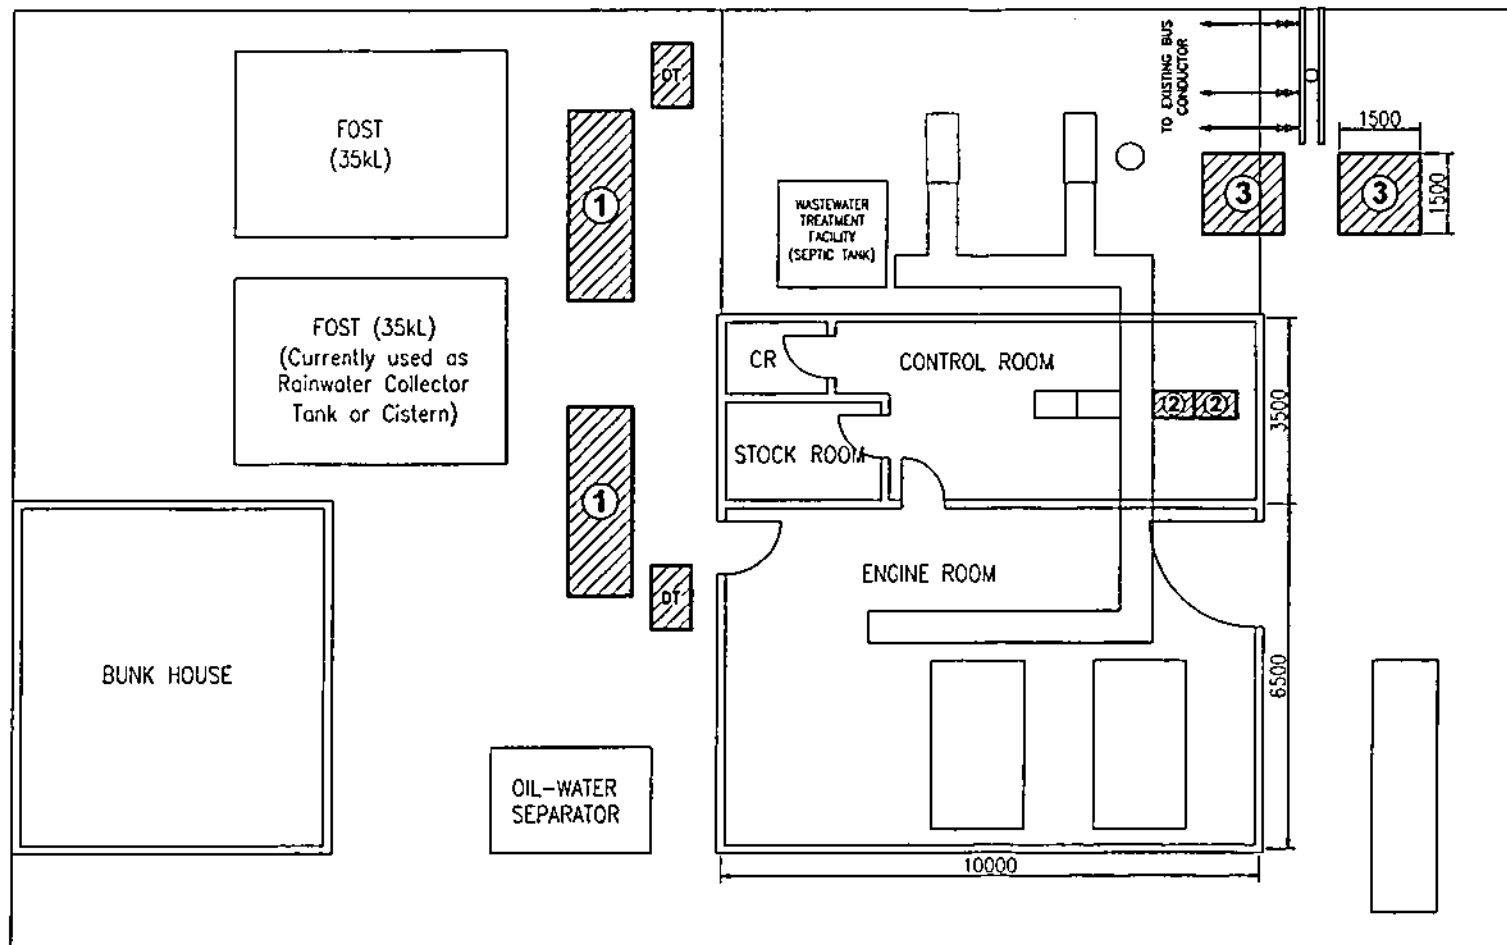 DT
FOST
(35kL)
1
TO EXISTING BUS
CONDUCTOR
1500
3
3
1500
WASTEWATER
TREATMENT
FACILITY
(SEPTIC TANK)
FOST (35kL)
(Currently used as
Rainwater Collector
Tank or Cistern)
CR
CONTROL ROOM
2
2
3500
STOCK ROOM
1
ENGINE ROOM
DT
BUNK HOUSE
6500
OIL-WATER
SEPARATOR
10000